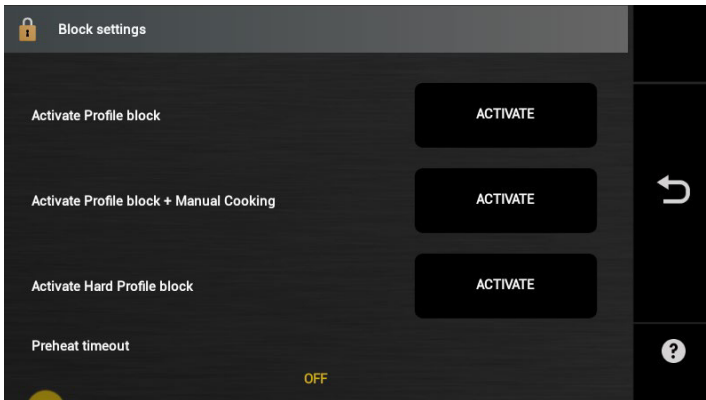 Block settings
Activate Profile block
ACTIVATE
Activate Profile block + Manual Cooking
ACTIVATE
Activate Hard Profile block
ACTIVATE
Preheat timeout
?
OFF